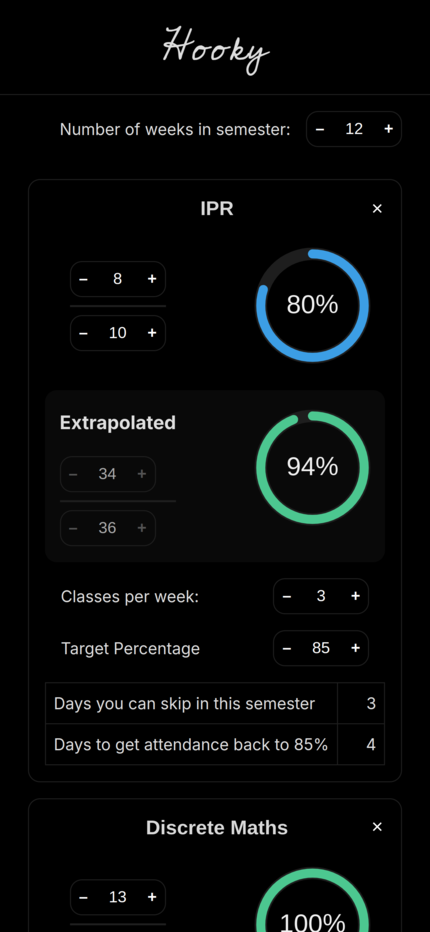 Hooky
Number of weeks in semester: − 12 +
IPR ×
− 8 +
− 10 +
80%
Extrapolated
− 34 +
− 36 +
94%
Classes per week: − 3 +
Target Percentage − 85 +
Days you can skip in this semester 3
Days to get attendance back to 85% 4
Discrete Maths ×
− 13 +
100%